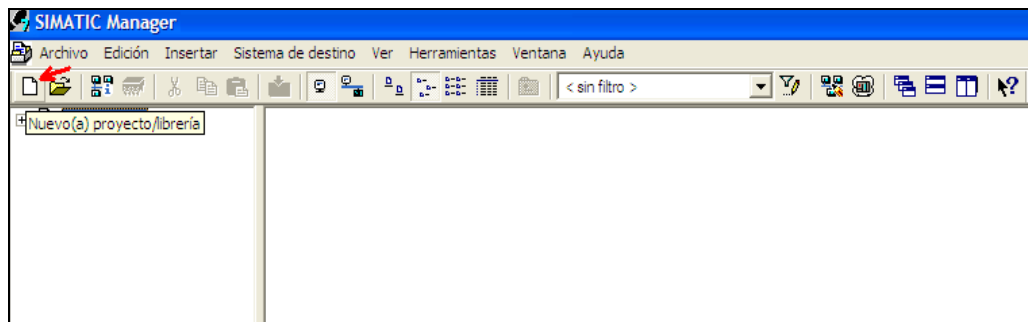 SIMATIC Manager
Archivo Edición Insertar Sistema de destino Ver Herramientas Ventana Ayuda
< sin filtro >
Nuevo(a) proyecto/librería